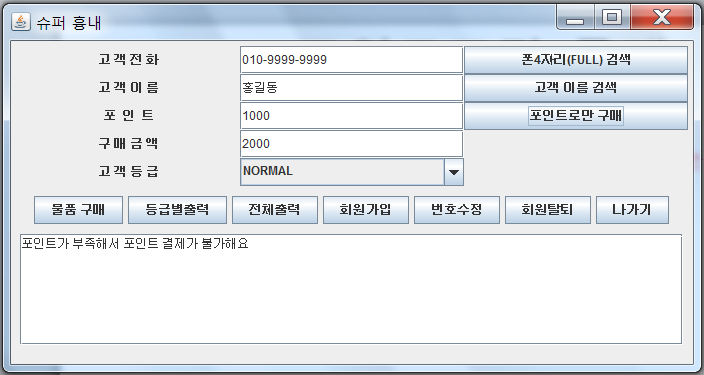 슈퍼 흉내
고 객 전 화 010-9999-9999 폰4자리(FULL) 검색
고 객 이 름 홍길동 고객 이름 검색
포 인 트 1000 포인트로만 구매
구 매 금 액 2000
고 객 등 급 NORMAL
물품 구매 등급별출력 전체출력 회원가입 번호수정 회원탈퇴 나가기
포인트가 부족해서 포인트 결제가 불가해요